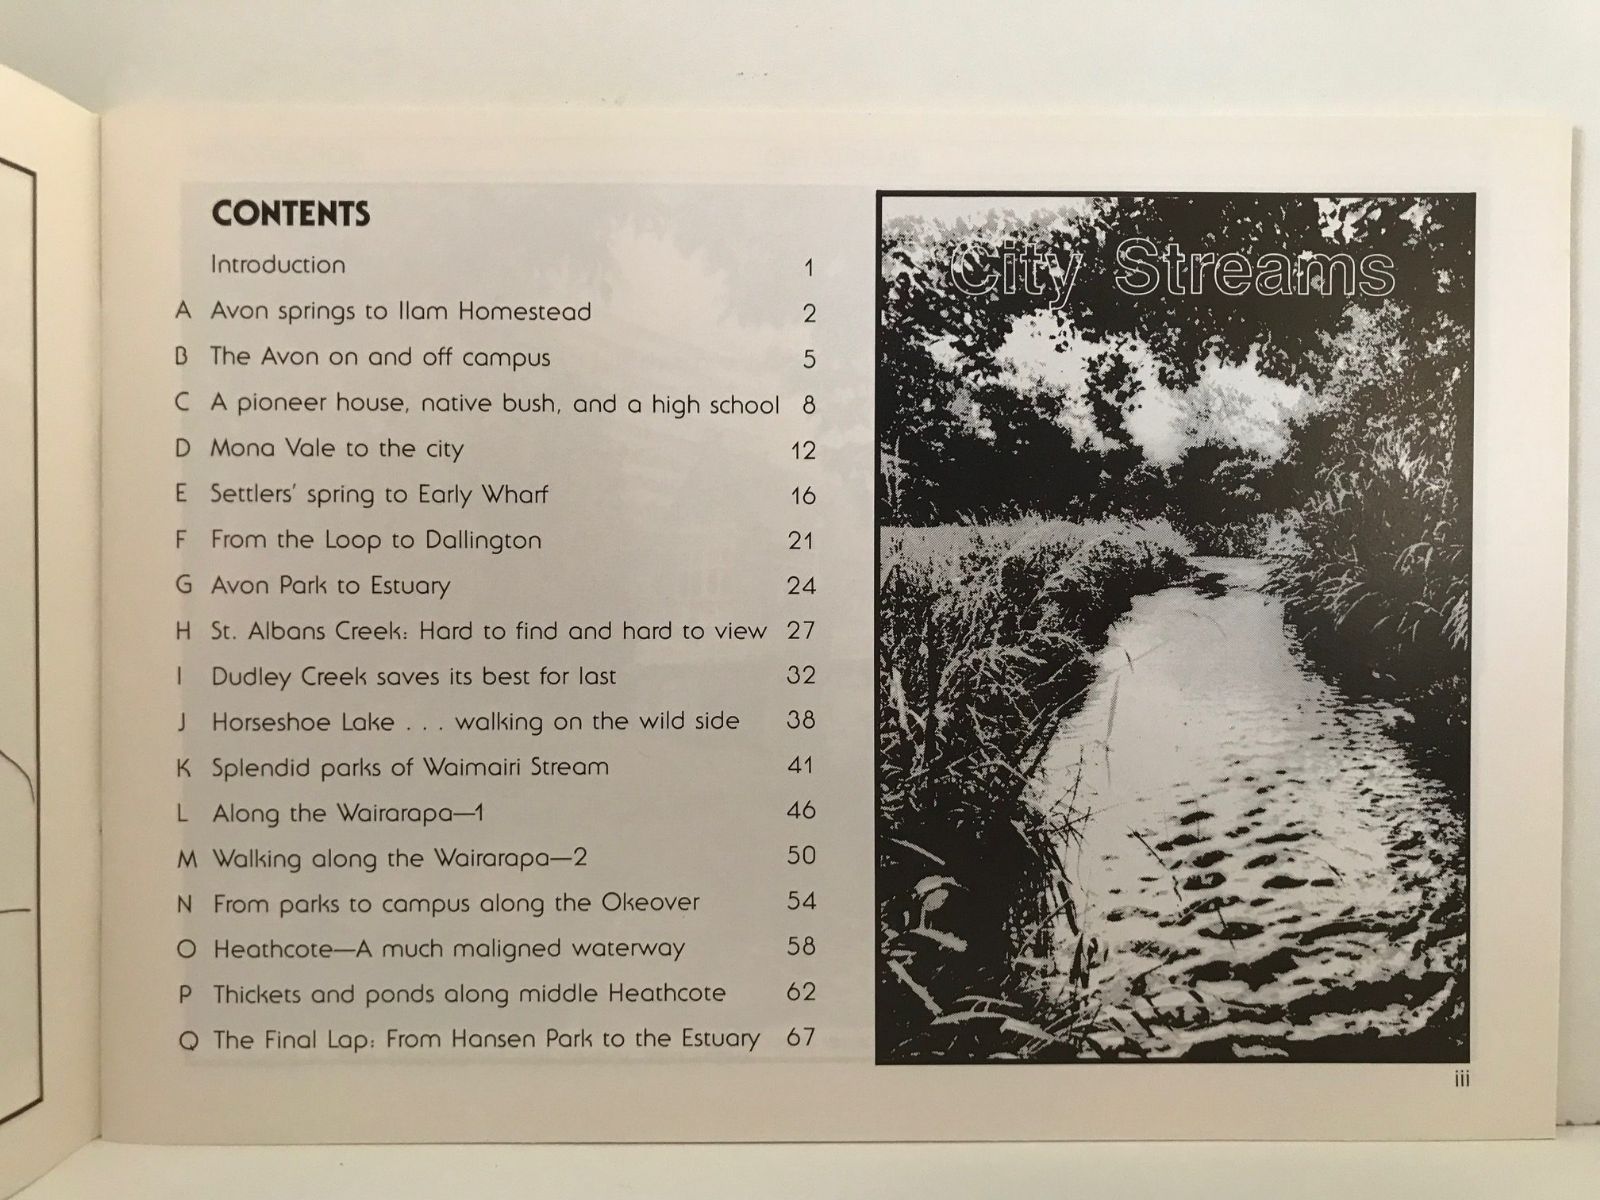 CONTENTS
Introduction 1
A Avon springs to Ilam Homestead 2
B The Avon on and off campus 5
C A pioneer house, native bush, and a high school 8
D Mona Vale to the city 12
E Settlers' spring to Early Wharf 16
F From the Loop to Dallington 21
G Avon Park to Estuary 24
H St. Albans Creek: Hard to find and hard to view 27
I Dudley Creek saves its best for last 32
J Horseshoe Lake . . . walking on the wild side 38
K Splendid parks of Waimairi Stream 41
L Along the Wairarapa—1 46
M Walking along the Wairarapa—2 50
N From parks to campus along the Okeover 54
O Heathcote—A much maligned waterway 58
P Thickets and ponds along middle Heathcote 62
Q The Final Lap: From Hansen Park to the Estuary 67
City Streams
iii